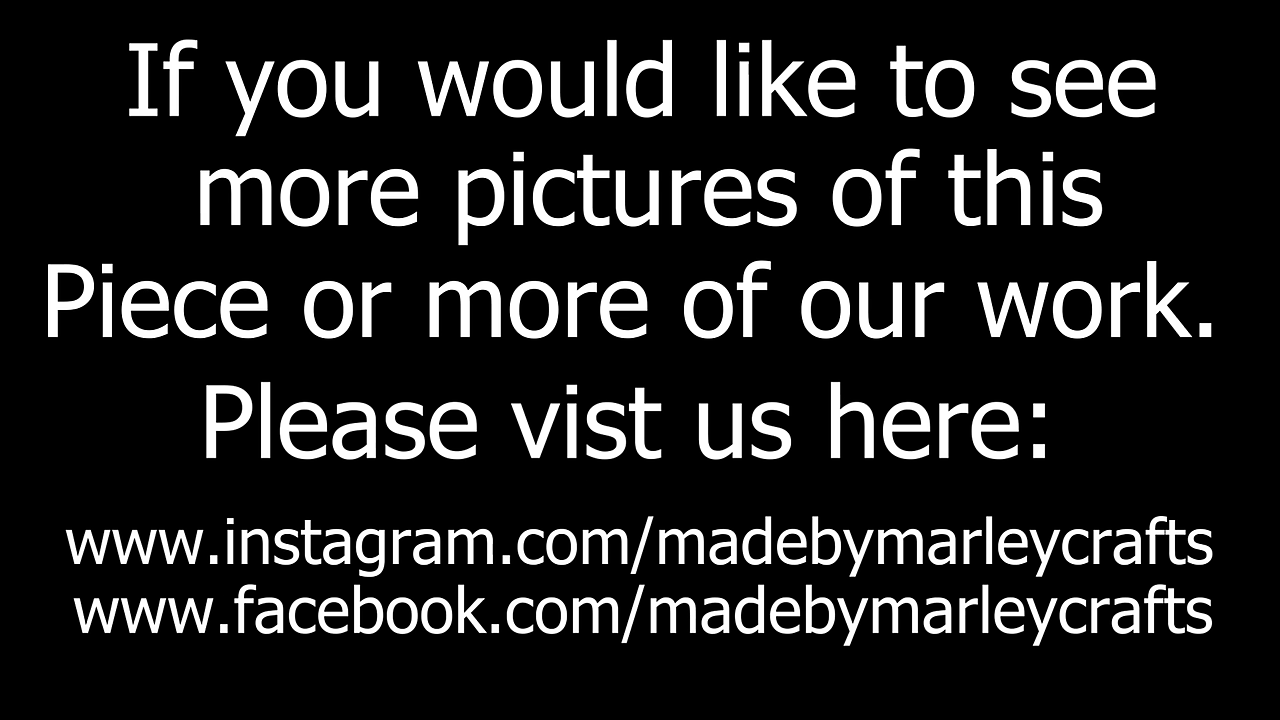 If you would like to see
more pictures of this
Piece or more of our work.
Please vist us here:
www.instagram.com/madebymarleycrafts
www.facebook.com/madebymarleycrafts